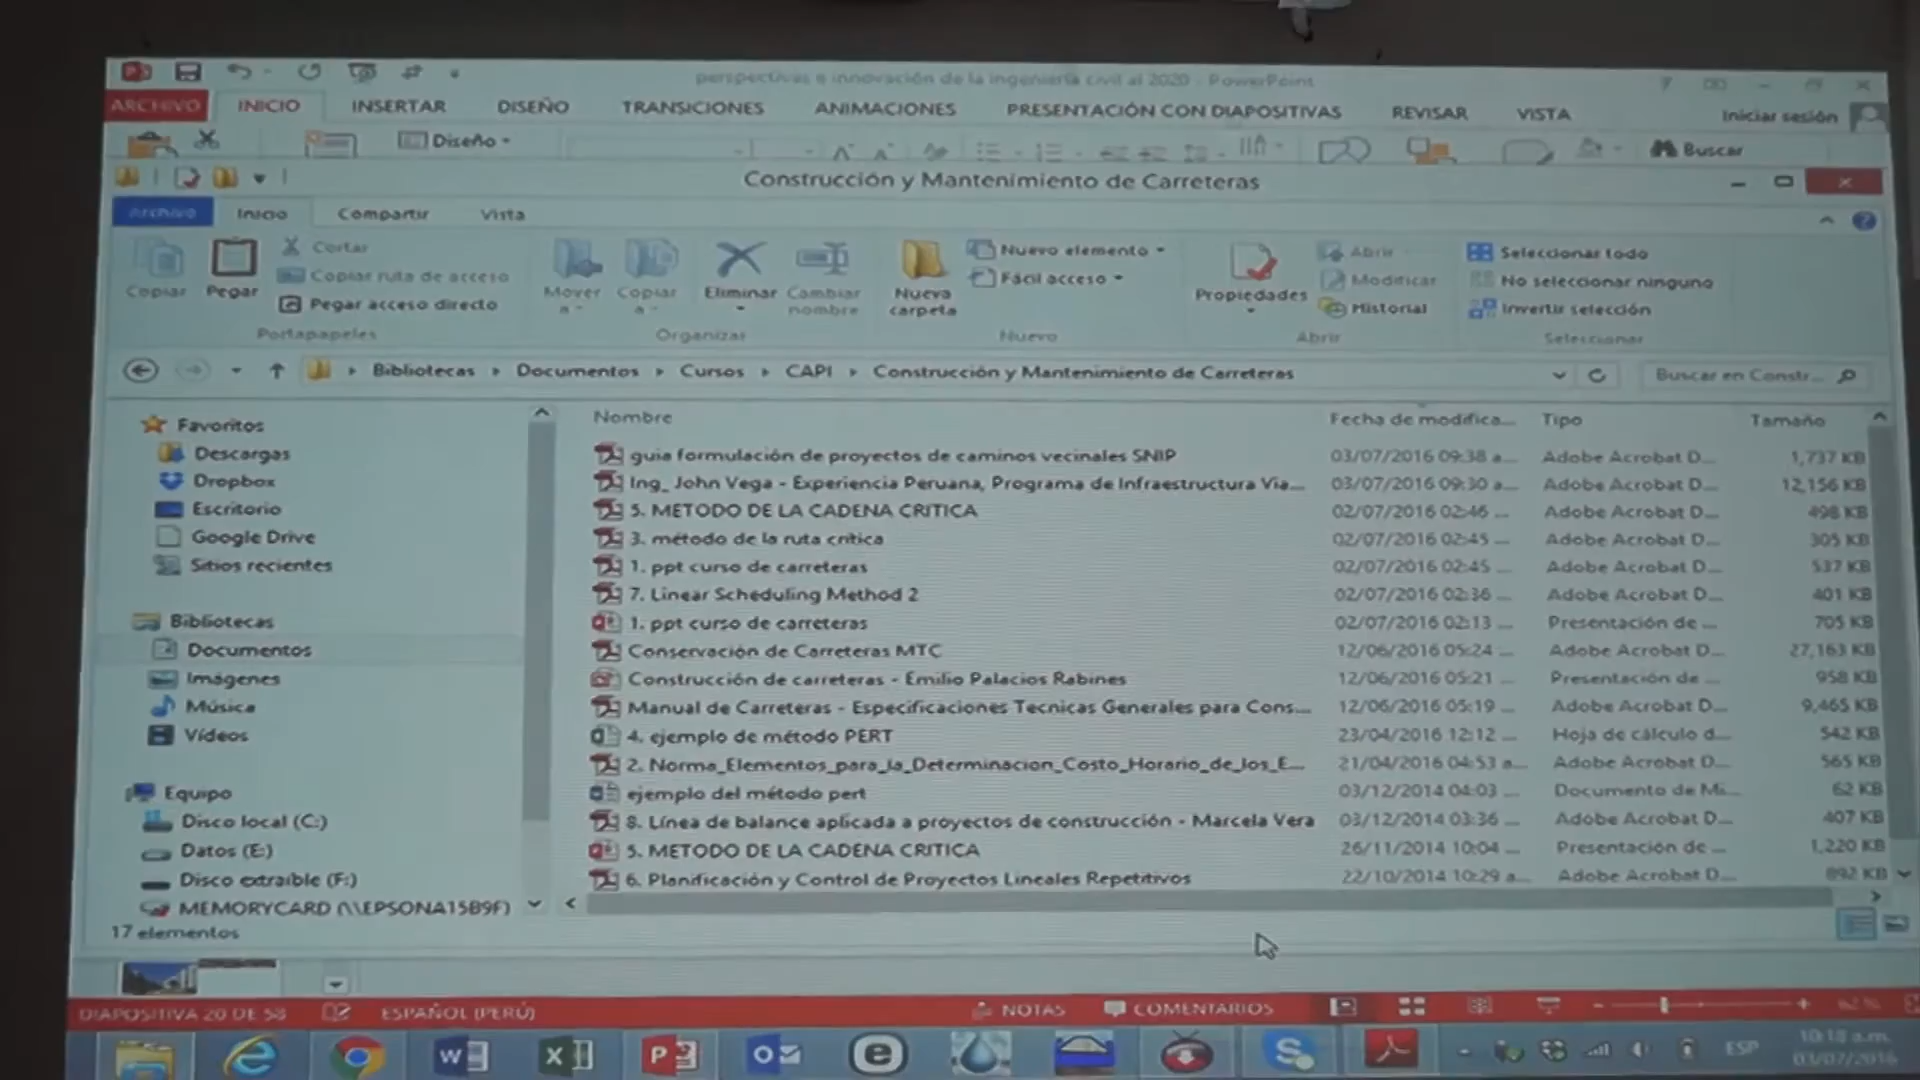 perspectivas e innovación de la ingeniería civil al 2020 - PowerPoint
ARCHIVO INICIO INSERTAR DISEÑO TRANSICIONES ANIMACIONES PRESENTACIÓN CON DIAPOSITIVAS REVISAR VISTA Iniciar sesión
Diseño Buscar
Construcción y Mantenimiento de Carreteras
Archivo Inicio Compartir Vista
Copiar Pegar Cortar
Copiar ruta de acceso
Pegar acceso directo
Portapapeles
Mover a Copiar a Eliminar Cambiar nombre
Organizar
Nueva carpeta Nuevo elemento
Fácil acceso
Nuevo
Propiedades Abrir
Modificar
Historial
Abrir
Seleccionar todo
No seleccionar ninguno
Invertir selección
Seleccionar
Bibliotecas Documentos Cursos CAPI Construcción y Mantenimiento de Carreteras Buscar en Constr...
Favoritos
Descargas
Dropbox
Escritorio
Google Drive
Sitios recientes
Bibliotecas
Documentos
Imágenes
Música
Vídeos
Equipo
Disco local (C:)
Datos (E:)
Disco extraíble (F:)
MEMORYCARD (\\EPSONA15B9F)
Nombre Fecha de modifica... Tipo Tamaño
guia formulación de proyectos de caminos vecinales SNIP 03/07/2016 09:38 a... Adobe Acrobat D... 1,737 KB
Ing_ John Vega - Experiencia Peruana, Programa de Infraestructura Via... 03/07/2016 09:30 a... Adobe Acrobat D... 12,156 KB
5. METODO DE LA CADENA CRITICA 02/07/2016 02:46 ... Adobe Acrobat D... 498 KB
3. método de la ruta crítica 02/07/2016 02:45 ... Adobe Acrobat D... 305 KB
1. ppt curso de carreteras 02/07/2016 02:45 ... Adobe Acrobat D... 537 KB
7. Linear Scheduling Method 2 02/07/2016 02:36 ... Adobe Acrobat D... 401 KB
1. ppt curso de carreteras 02/07/2016 02:13 ... Presentación de ... 705 KB
Conservación de Carreteras MTC 12/06/2016 05:24 ... Adobe Acrobat D... 27,163 KB
Construcción de carreteras - Emilio Palacios Rabines 12/06/2016 05:21 ... Presentación de ... 958 KB
Manual de Carreteras - Especificaciones Tecnicas Generales para Cons... 12/06/2016 05:19 ... Adobe Acrobat D... 9,465 KB
4. ejemplo de método PERT 23/04/2016 12:12 ... Hoja de cálculo d... 542 KB
2. Norma_Elementos_para_la_Determinacion_Costo_Horario_de_los_E... 21/04/2016 04:53 a... Adobe Acrobat D... 565 KB
ejemplo del método pert 03/12/2014 04:03 ... Documento de Mi... 62 KB
8. Línea de balance aplicada a proyectos de construcción - Marcela Vera 03/12/2014 03:36 ... Adobe Acrobat D... 407 KB
5. METODO DE LA CADENA CRITICA 26/11/2014 10:04 ... Presentación de ... 1,220 KB
6. Planificación y Control de Proyectos Lineales Repetitivos 22/10/2014 10:29 a... Adobe Acrobat D... 892 KB
17 elementos
DIAPOSITIVA 20 DE 58 ESPAÑOL (PERÚ) NOTAS COMENTARIOS 62 %
ESP 10:18 a.m.
03/07/2016